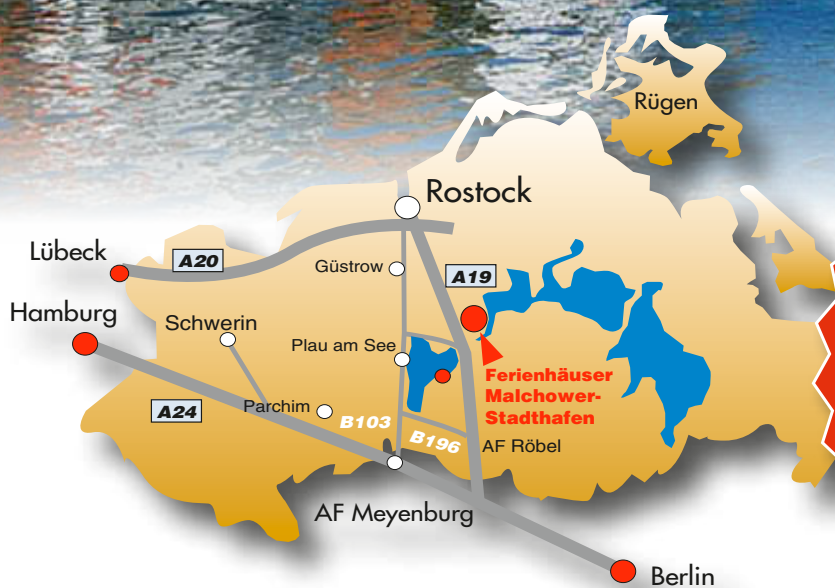 Rügen
Rostock
Lübeck
A20
Güstrow
A19
Hamburg
Schwerin
Plau am See
Ferienhäuser
Malchower-
Stadthafen
A24
Parchim
B103
B196
AF Röbel
AF Meyenburg
Berlin